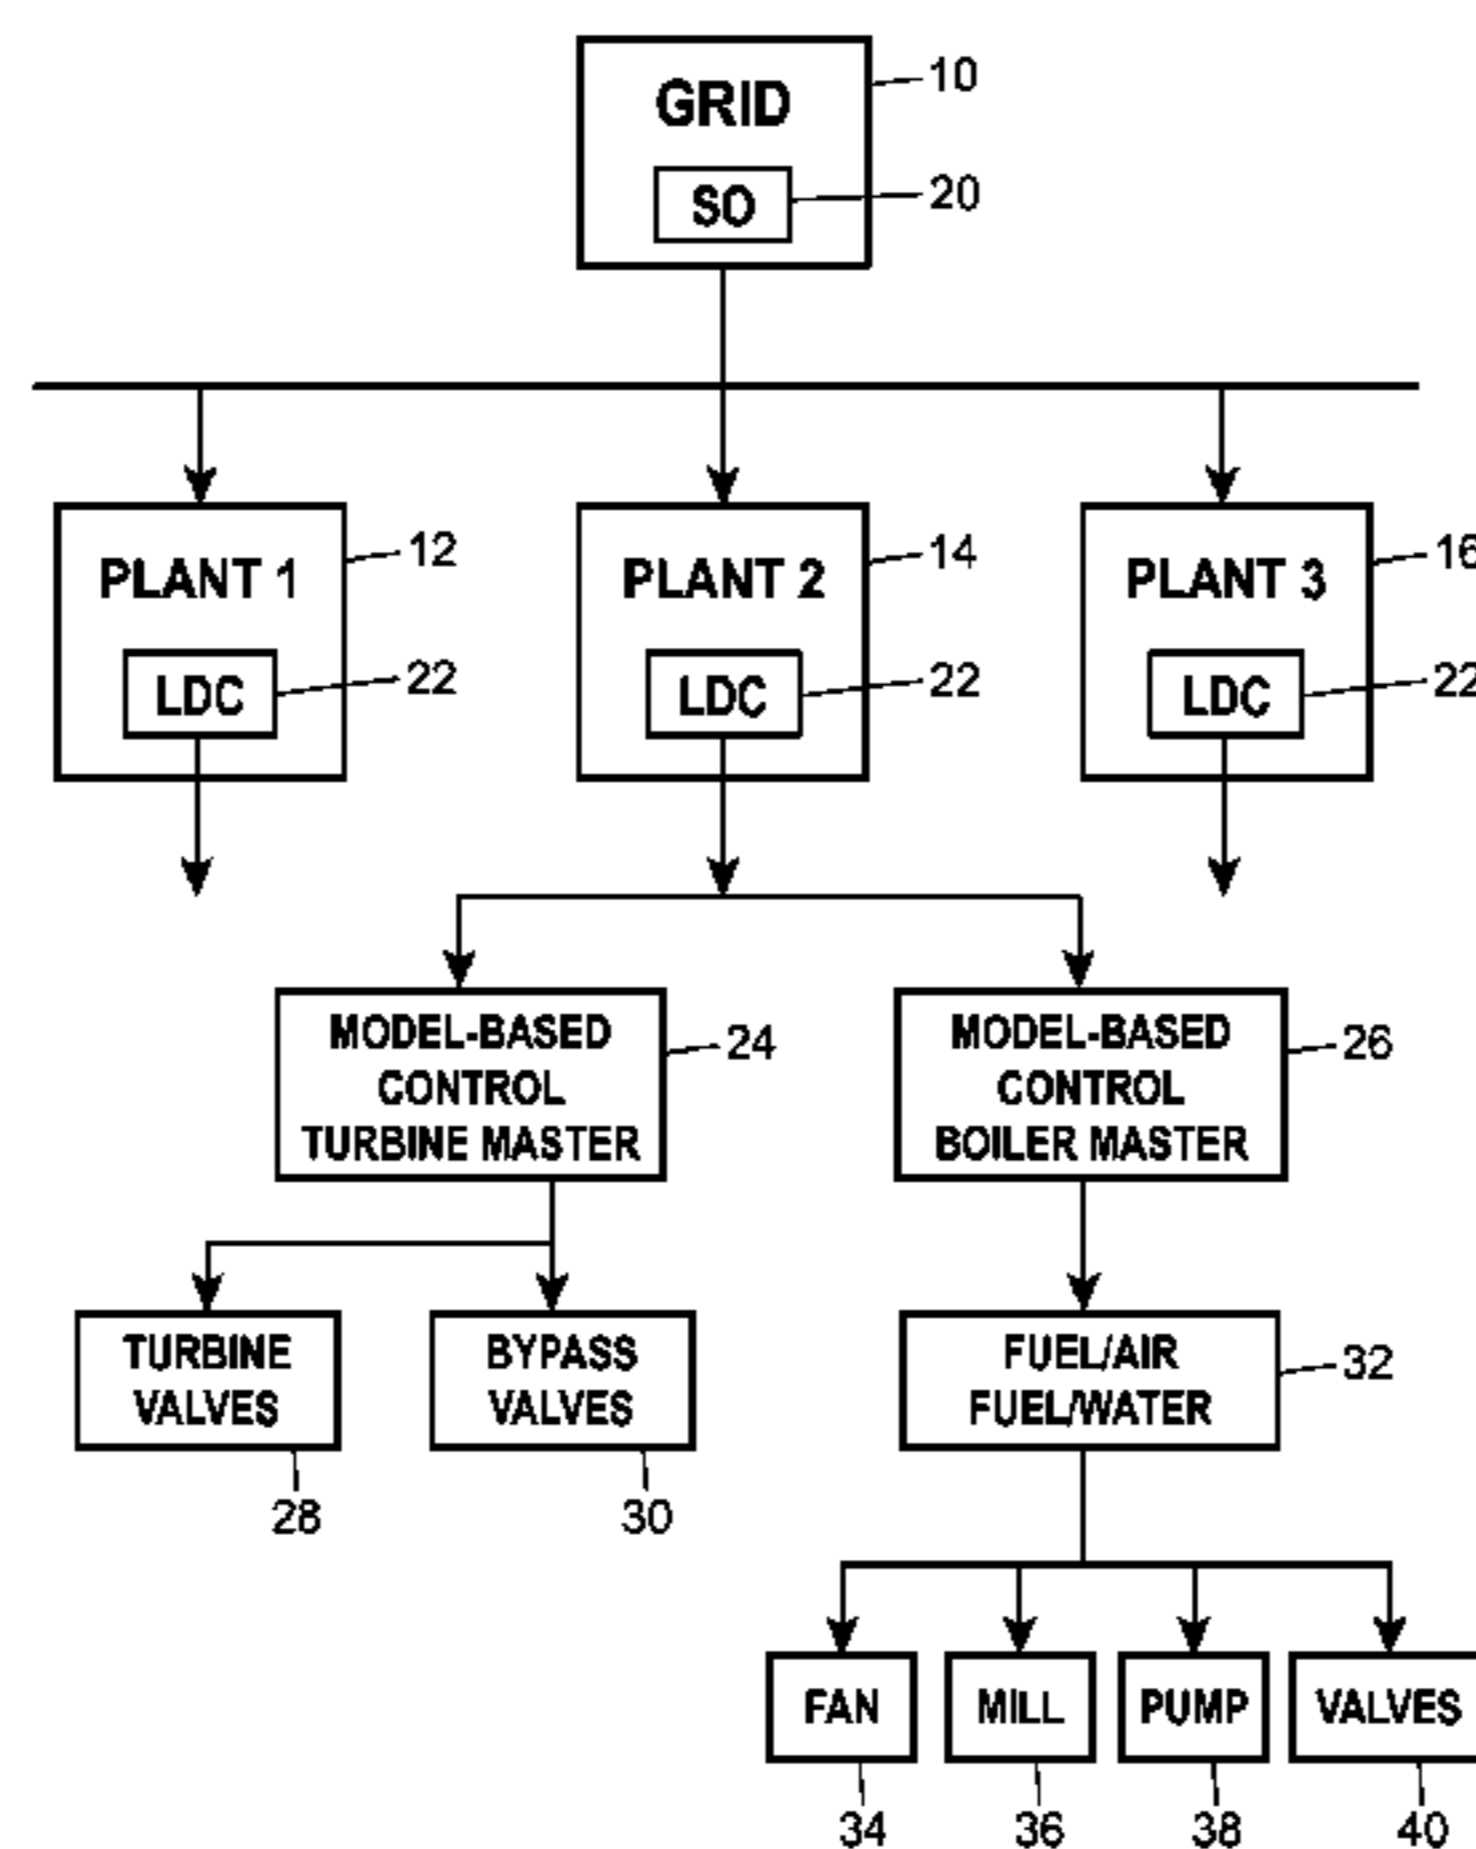 GRID
10
SO
20
PLANT 1
12
PLANT 2
14
PLANT 3
16
LDC
22
LDC
22
LDC
22
MODEL-BASED
CONTROL
TURBINE MASTER
24
MODEL-BASED
CONTROL
BOILER MASTER
26
TURBINE
VALVES
BYPASS
VALVES
FUEL/AIR
FUEL/WATER
32
28
30
FAN
MILL
PUMP
VALVES
34
36
38
40